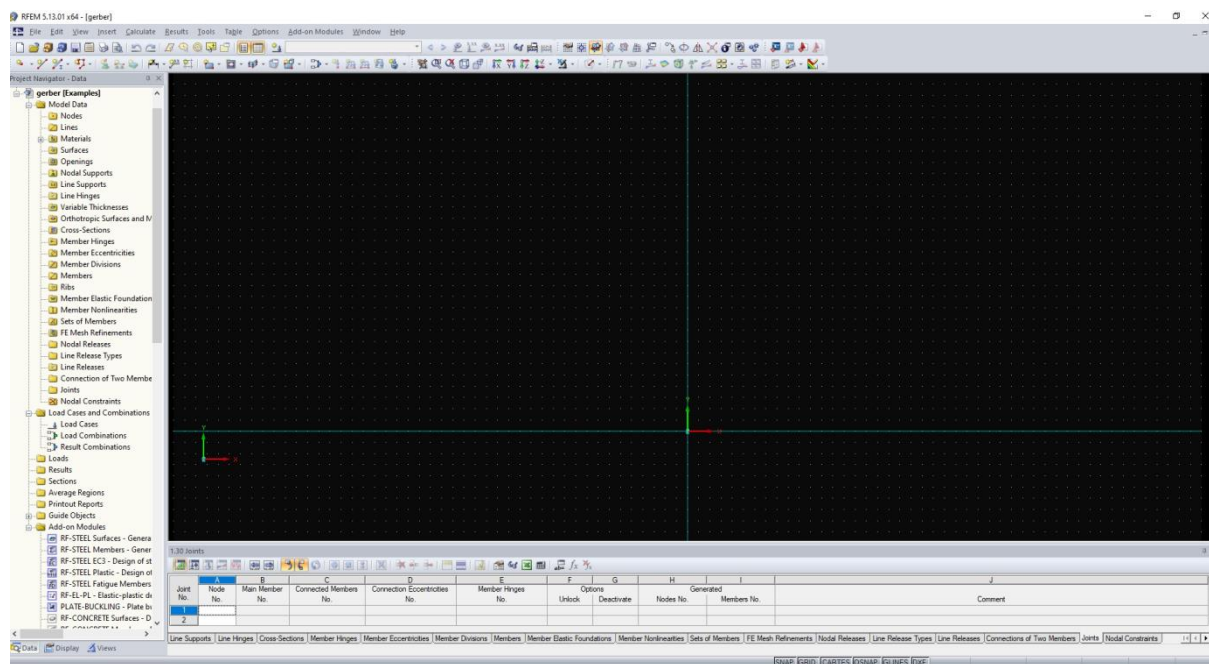 RFEM 5.13.01 x64 - [gerber]
File Edit View Insert Calculate Results Tools Table Options Add-on Modules Window Help
Project Navigator - Data
gerber [Examples]
Model Data
Nodes
Lines
Materials
Surfaces
Openings
Nodal Supports
Line Supports
Line Hinges
Variable Thicknesses
Orthotropic Surfaces and M
Cross-Sections
Member Hinges
Member Eccentricities
Member Divisions
Members
Ribs
Member Elastic Foundation
Member Nonlinearities
Sets of Members
FE Mesh Refinements
Nodal Releases
Line Release Types
Line Releases
Connection of Two Membe
Joints
Nodal Constraints
Load Cases and Combinations
Load Cases
Load Combinations
Result Combinations
Loads
Results
Sections
Average Regions
Printout Reports
Guide Objects
Add-on Modules
RF-STEEL Surfaces - Genera
RF-STEEL Members - Gener
RF-STEEL EC3 - Design of st
RF-STEEL Plastic - Design of
RF-STEEL Fatigue Members
RF-EL-PL - Elastic-plastic de
PLATE-BUCKLING - Plate bu
RF-CONCRETE Surfaces - D
Data Display Views
Y
X
Y
X
1.30 Joints
A B C D E F G H I J
Joint Node Main Member Connected Members Connection Eccentricities Member Hinges Options Generated
No. No. No. No. No. No. Unlock Deactivate Nodes No. Members No. Comment
1
2
Line Supports Line Hinges Cross-Sections Member Hinges Member Eccentricities Member Divisions Members Member Elastic Foundations Member Nonlinearities Sets of Members FE Mesh Refinements Nodal Releases Line Release Types Line Releases Connections of Two Members Joints Nodal Constraints
SNAP GRID CARTES OSNAP GLINES DXF